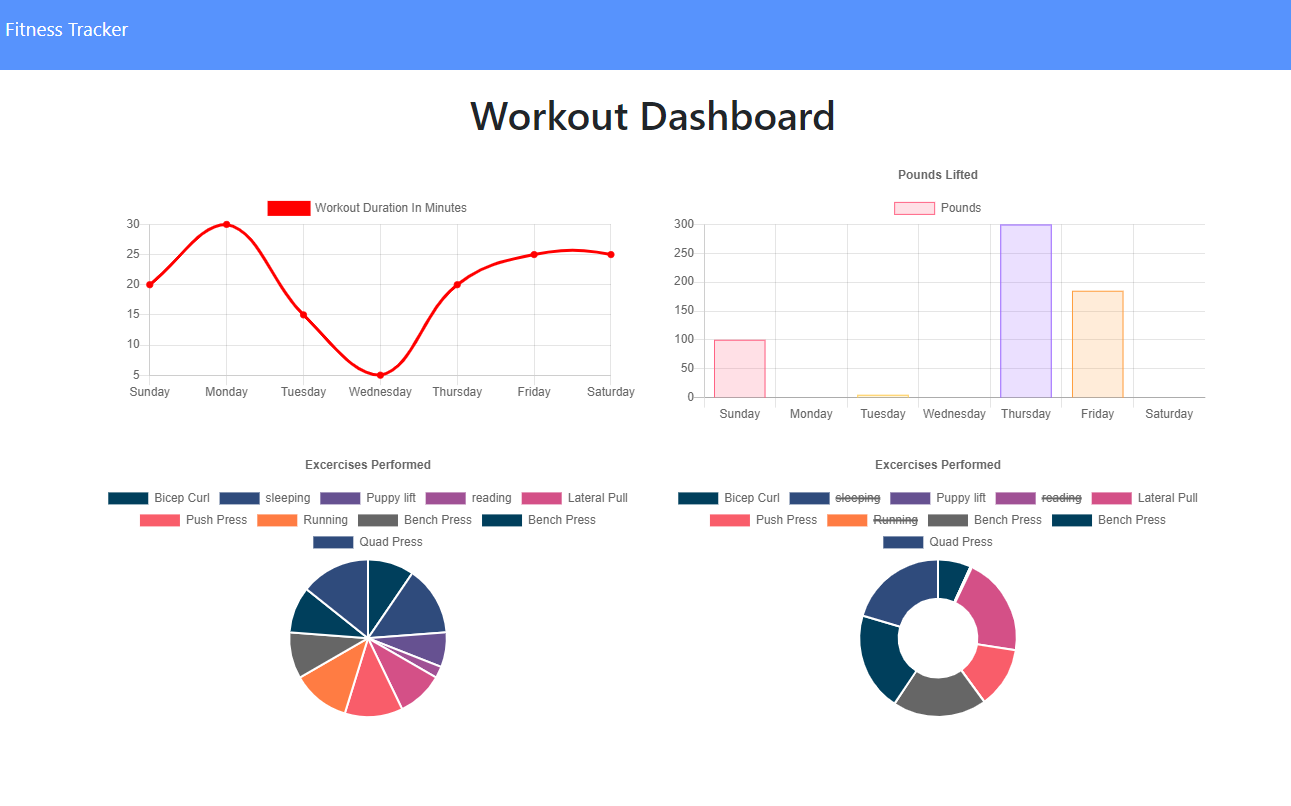 Fitness Tracker
Workout Dashboard
Workout Duration In Minutes
30
25
20
15
10
5
Sunday Monday Tuesday Wednesday Thursday Friday Saturday
Pounds Lifted
Pounds
300
250
200
150
100
50
0
Sunday Monday Tuesday Wednesday Thursday Friday Saturday
Excercises Performed
Bicep Curl sleeping Puppy lift reading Lateral Pull
Push Press Running Bench Press Bench Press
Quad Press
Excercises Performed
Bicep Curl sleeping Puppy lift reading Lateral Pull
Push Press Running Bench Press Bench Press
Quad Press